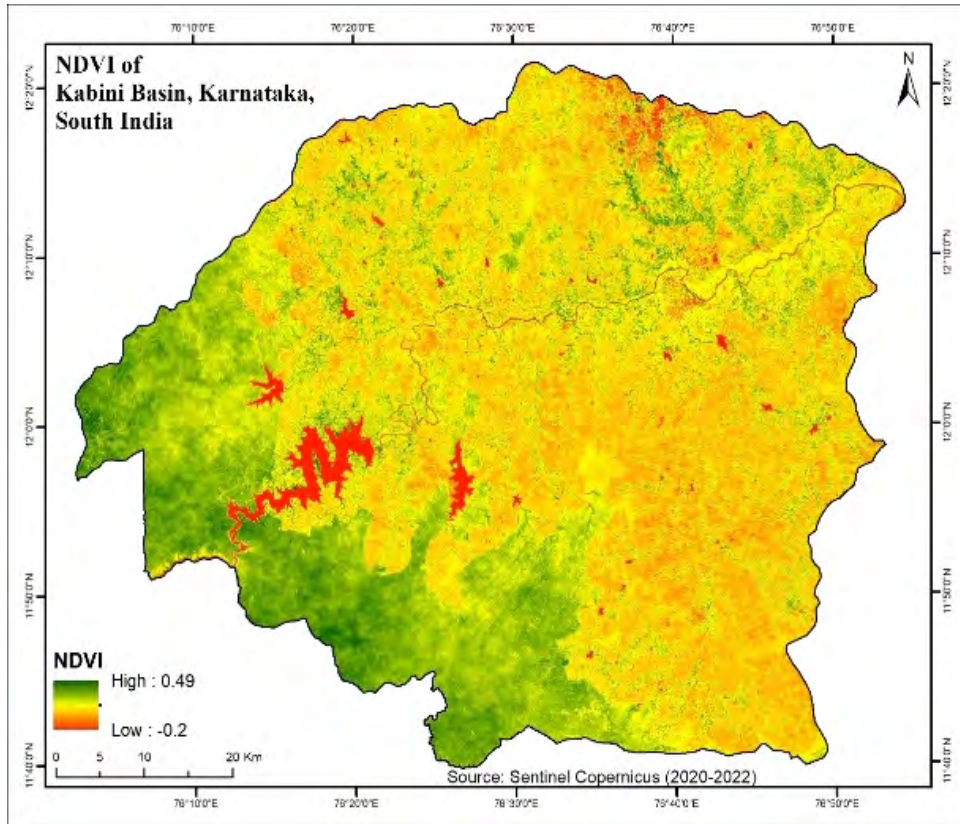 76°10'0"E 76°20'0"E 76°30'0"E 76°40'0"E 76°50'0"E
NDVI of
Kabini Basin, Karnataka,
South India
N
12°20'0"N 12°20'0"N
12°10'0"N 12°10'0"N
12°0'0"N 12°0'0"N
11°50'0"N 11°50'0"N
NDVI
High : 0.49
Low : -0.2
0 10 20 Km
11°40'0"N 11°40'0"N
Source: Sentinel Copernicus (2020-2022)
76°10'0"E 76°20'0"E 76°30'0"E 76°40'0"E 76°50'0"E